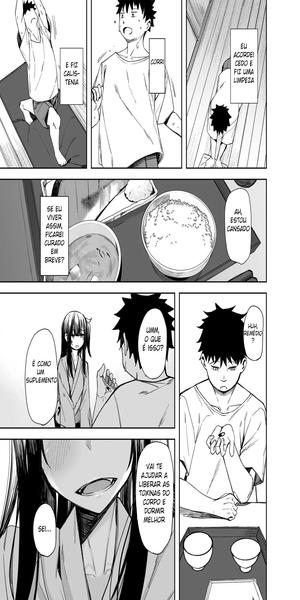 EU
ACORDEI
CEDO E
FIZ UMA
LIMPEZA
CORRI
E FIZ
CALIS-
TENIA
AH,
ESTOU
CANSADO
SE EU
VIVER
ASSIM,
FICAREI
CURADO
EM
BREVE?
HUH,
REMÉDIO
?
UMM,
O QUE
É ISSO?
É COMO
UM
SUPLEMENTO
VAI TE
AJUDAR A
LIBERAR AS
TOXINAS DO
CORPO E
DORMIR
MELHOR
SEI...